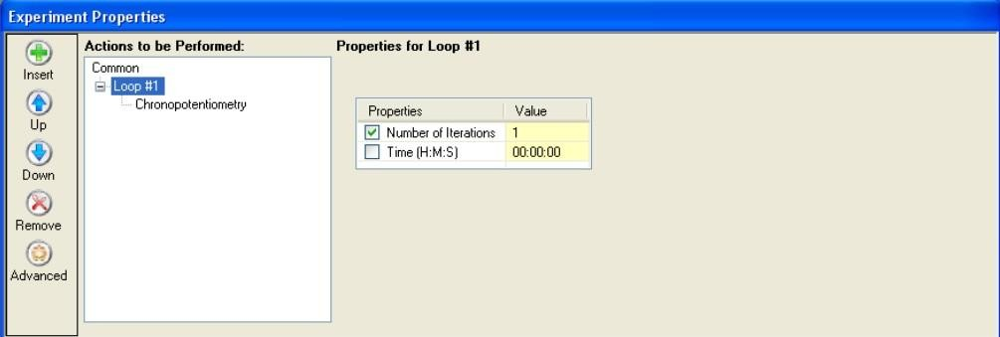 Experiment Properties
Insert
Up
Down
Remove
Advanced
Actions to be Performed:
Common
Loop #1
Chronopotentiometry
Properties for Loop #1
Properties Value
Number of Iterations 1
Time (H:M:S) 00:00:00